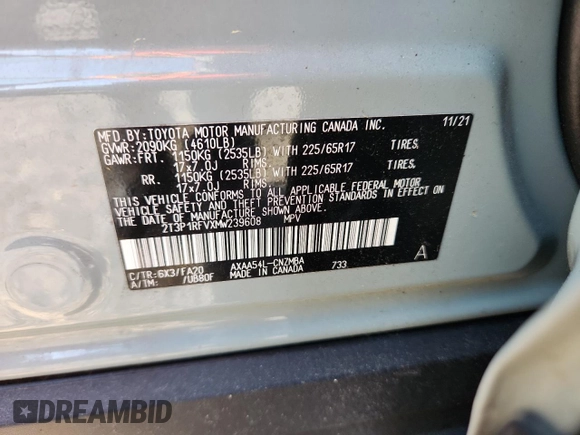 MFD.BY:TOYOTA MOTOR MANUFACTURING CANADA INC. 11/21
GVWR:2090KG (4610LB)
GAWR:FRT. 1150KG (2535LB) WITH 225/65R17 TIRES.
17x7.0J RIMS.
RR. 1150KG (2535LB) WITH 225/65R17 TIRES.
17x7.0J RIMS.
THIS VEHICLE CONFORMS TO ALL APPLICABLE FEDERAL MOTOR
VEHICLE SAFETY AND THEFT PREVENTION STANDARDS IN EFFECT ON
THE DATE OF MANUFACTURE SHOWN ABOVE.
2T3P1RFVXMW239608 MPV
C/TR:6X3/FA20 AXAA54L-CNZMBA A
A/TM: /UB80F MADE IN CANADA 733
DREAMBID